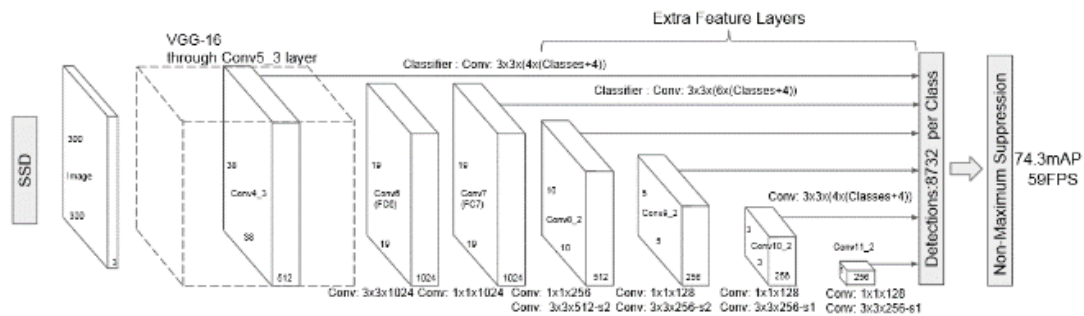 Extra Feature Layers
VGG-16
through Conv5_3 layer
Classifier : Conv: 3x3x(4x(Classes+4))
Classifier : Conv: 3x3x(6x(Classes+4))
SSD
300
Image
300
3
38
Conv4_3
38
512
19
Conv6
(FC6)
19
1024
19
Conv7
(FC7)
19
1024
10
Conv8_2
10
512
5
Conv9_2
5
256
Conv: 3x3x(4x(Classes+4))
3
Conv10_2
3
256
Conv11_2
256
Conv: 3x3x1024
Conv: 1x1x1024
Conv: 1x1x256
Conv: 3x3x512-s2
Conv: 1x1x128
Conv: 3x3x256-s2
Conv: 1x1x128
Conv: 3x3x256-s1
Conv: 1x1x128
Conv: 3x3x256-s1
Detections:8732 per Class
Non-Maximum Suppression
74.3mAP
59FPS